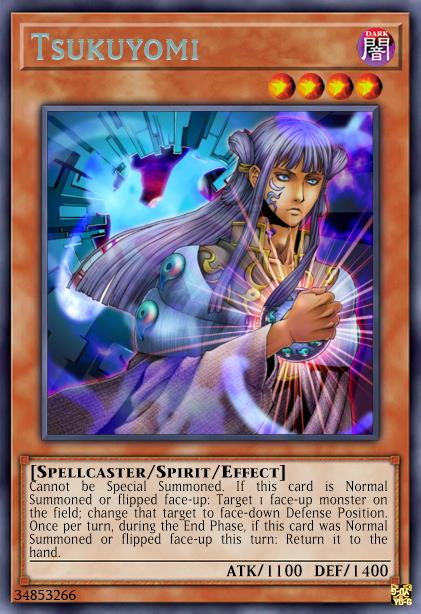 TSUKUYOMI
DARK
闇
[SPELLCASTER/SPIRIT/EFFECT]
Cannot be Special Summoned. If this card is Normal
Summoned or flipped face-up: Target 1 face-up monster on
the field; change that target to face-down Defense Position.
Once per turn, during the End Phase, if this card was Normal
Summoned or flipped face-up this turn: Return it to the
hand.
ATK/1100 DEF/1400
34853266